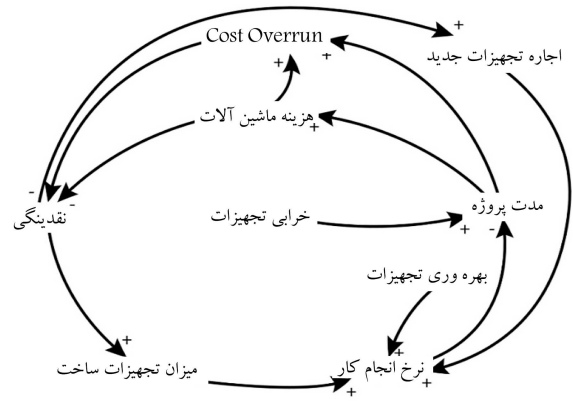 Cost Overrun
اجاره تجهیزات جدید
هزینه ماشین آلات
مدت پروژه
نقدینگی
خرابی تجهیزات
بهره وری تجهیزات
میزان تجهیزات ساخت
نرخ انجام کار